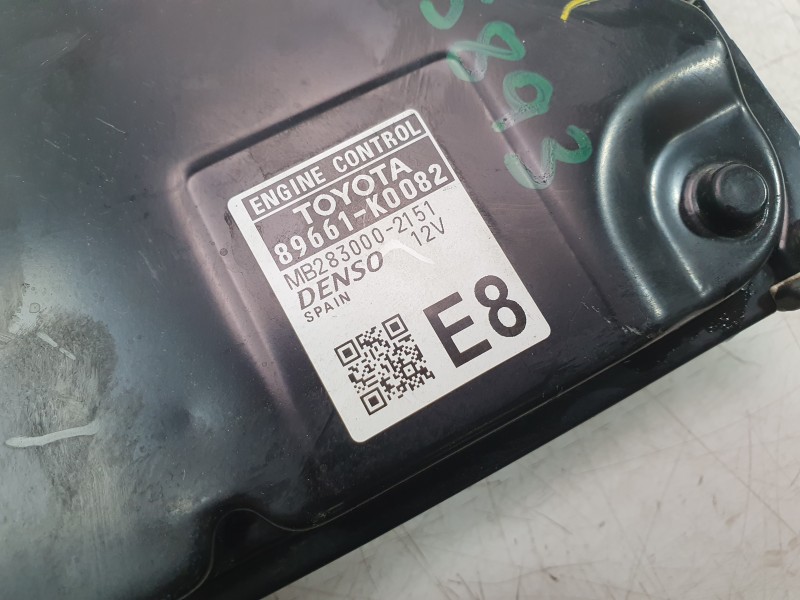 ENGINE CONTROL
TOYOTA
89661-K0082
MB283000-2151
DENSO 12V
SPAIN
E8